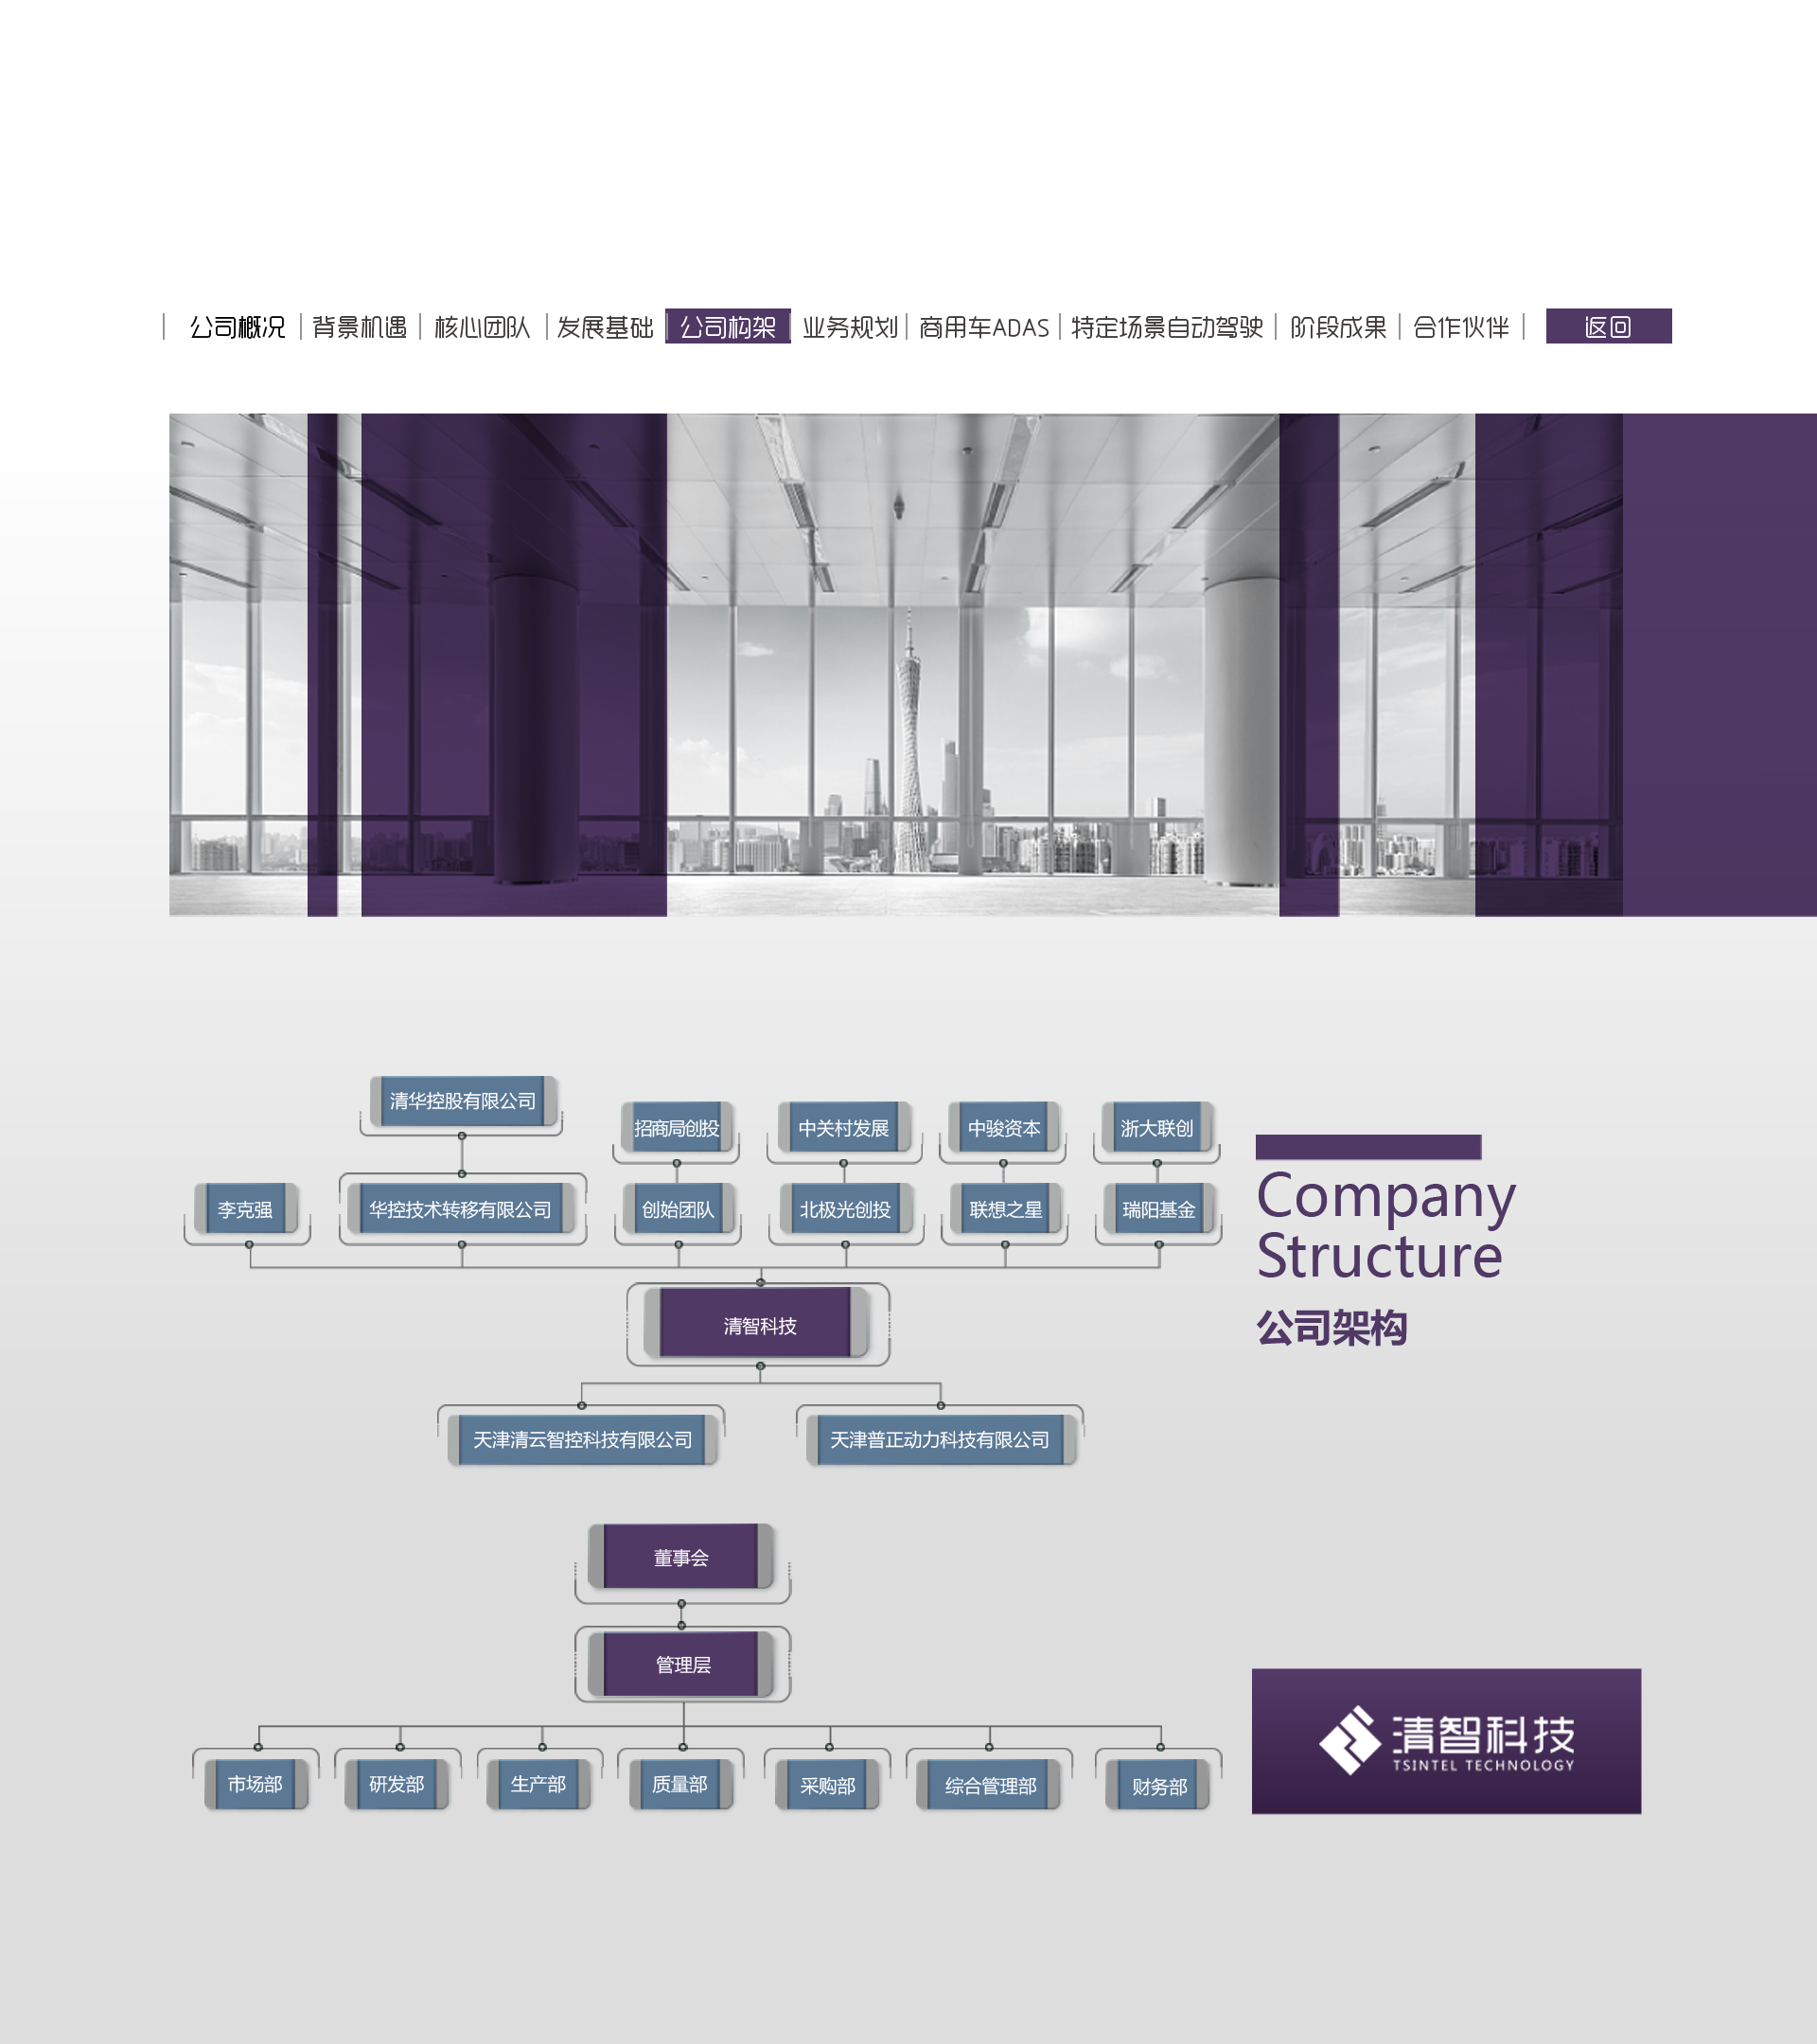 公司概况
背景机遇
核心团队
发展基础
公司构架
业务规划
商用车ADAS
特定场景自动驾驶
阶段成果
合作伙伴
返回
清华控股有限公司
招商局创投
中关村发展
中骏资本
浙大联创
李克强
华控技术转移有限公司
创始团队
北极光创投
联想之星
瑞阳基金
清智科技
天津清云智控科技有限公司
天津普正动力科技有限公司
Company
Structure
公司架构
董事会
管理层
市场部
研发部
生产部
质量部
采购部
综合管理部
财务部
清智科技
TSINTEL TECHNOLOGY